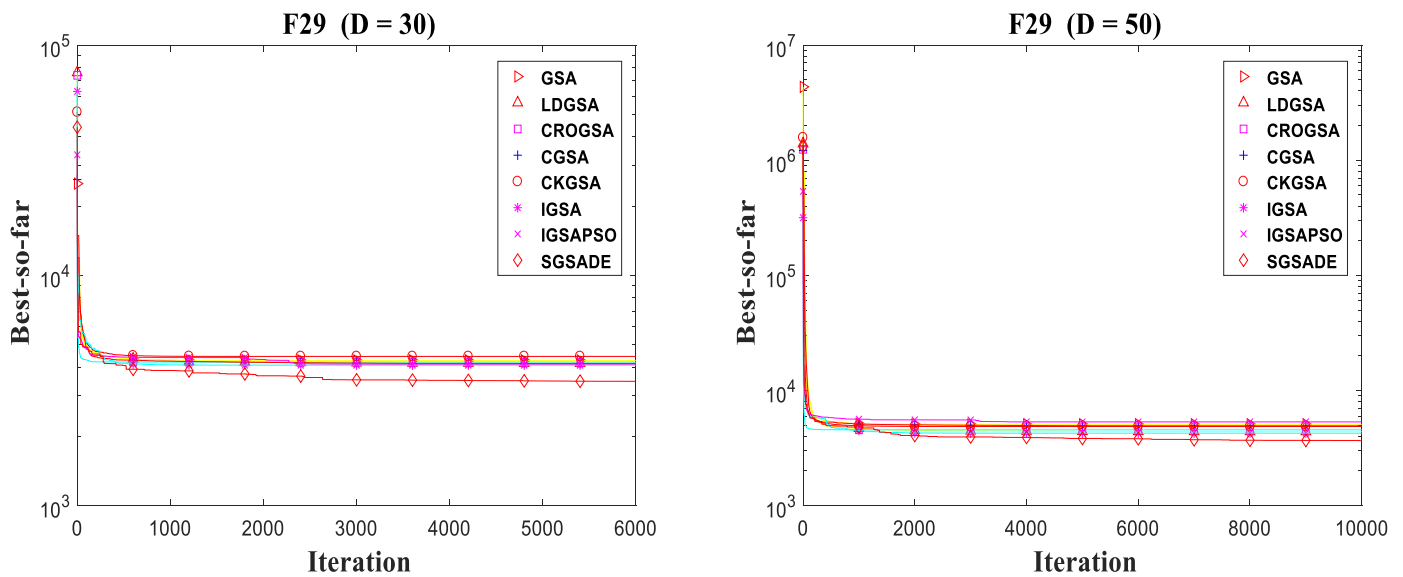 F29 (D = 30)
Best-so-far
10^5
10^4
10^3
GSA
LDGSA
CROGSA
CGSA
CKGSA
IGSA
IGSAPSO
SGSADE
0 1000 2000 3000 4000 5000 6000
Iteration
F29 (D = 50)
Best-so-far
10^7
10^6
10^5
10^4
10^3
GSA
LDGSA
CROGSA
CGSA
CKGSA
IGSA
IGSAPSO
SGSADE
0 2000 4000 6000 8000 10000
Iteration